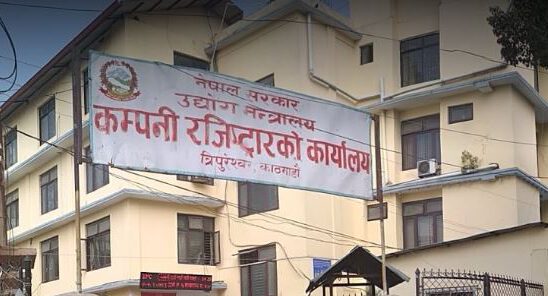 नेपाल सरकार
उद्योग मन्त्रालय
कम्पनी रजिष्ट्रारको कार्यालय
त्रिपुरेश्वर, काठमाडौं